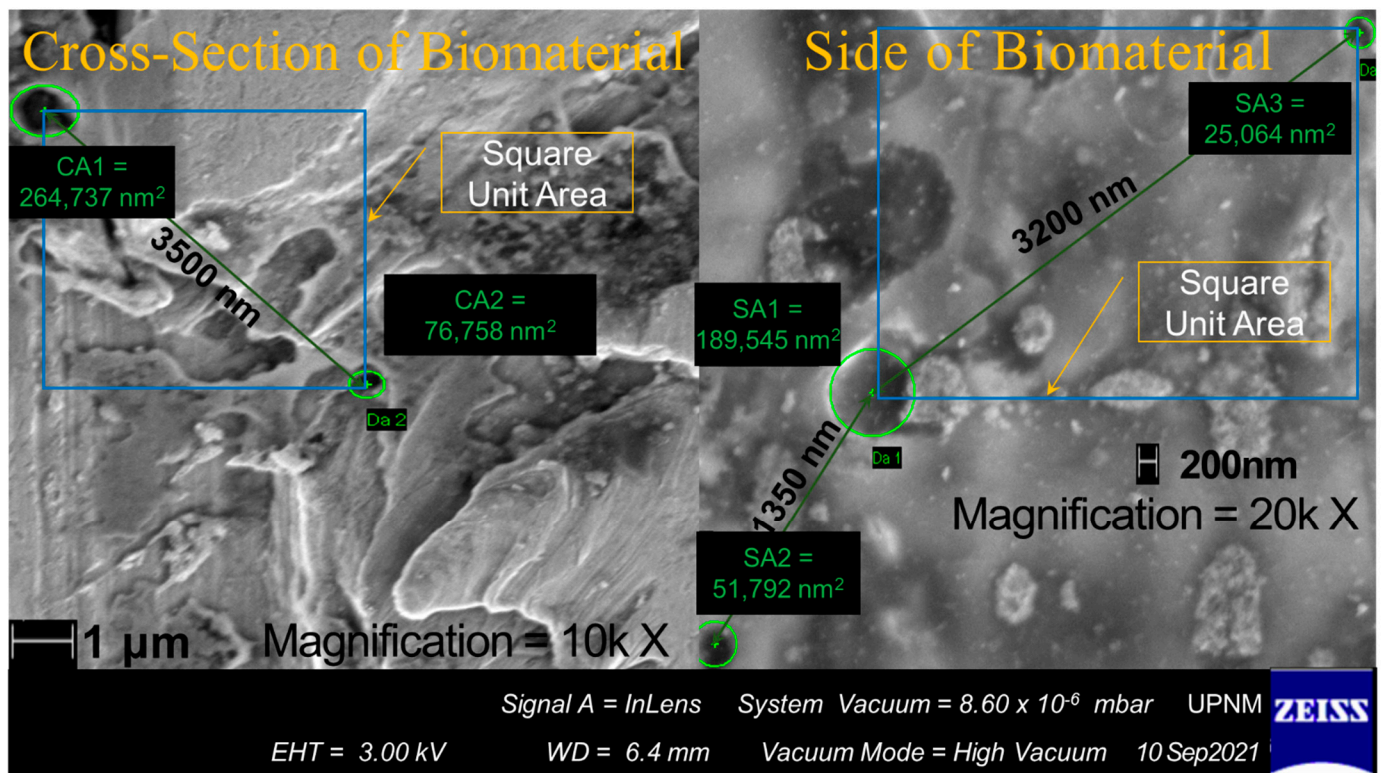 Cross-Section of Biomaterial
CA1 =
264,737 nm²
Square
Unit Area
3500 nm
CA2 =
76,758 nm²
Da 2
1 µm
Magnification = 10k X
Side of Biomaterial
Da
SA3 =
25,064 nm²
3200 nm
Square
Unit Area
SA1 =
189,545 nm²
Da 1
1350 nm
200nm
Magnification = 20k X
SA2 =
51,792 nm²
Signal A = InLens System Vacuum = 8.60 x 10⁻⁶ mbar UPNM
EHT = 3.00 kV WD = 6.4 mm Vacuum Mode = High Vacuum 10 Sep2021
ZEISS